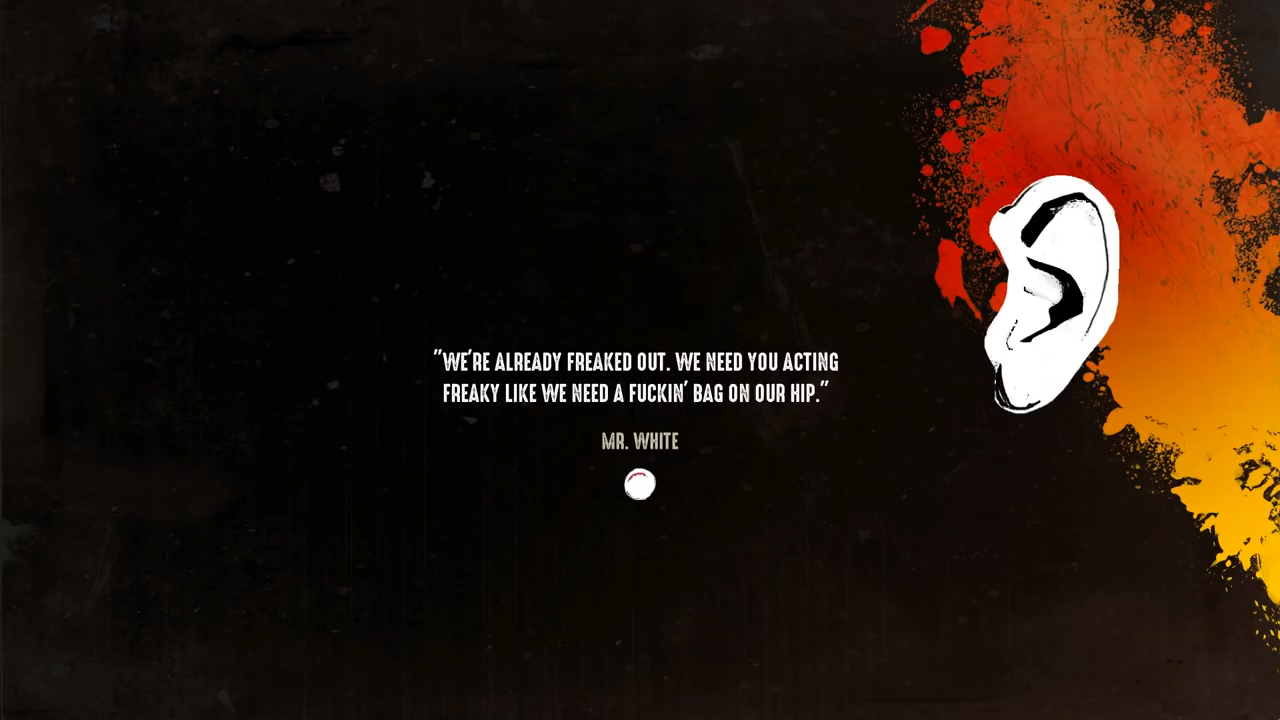 "WE'RE ALREADY FREAKED OUT. WE NEED YOU ACTING
FREAKY LIKE WE NEED A FUCKIN' BAG ON OUR HIP."
MR. WHITE